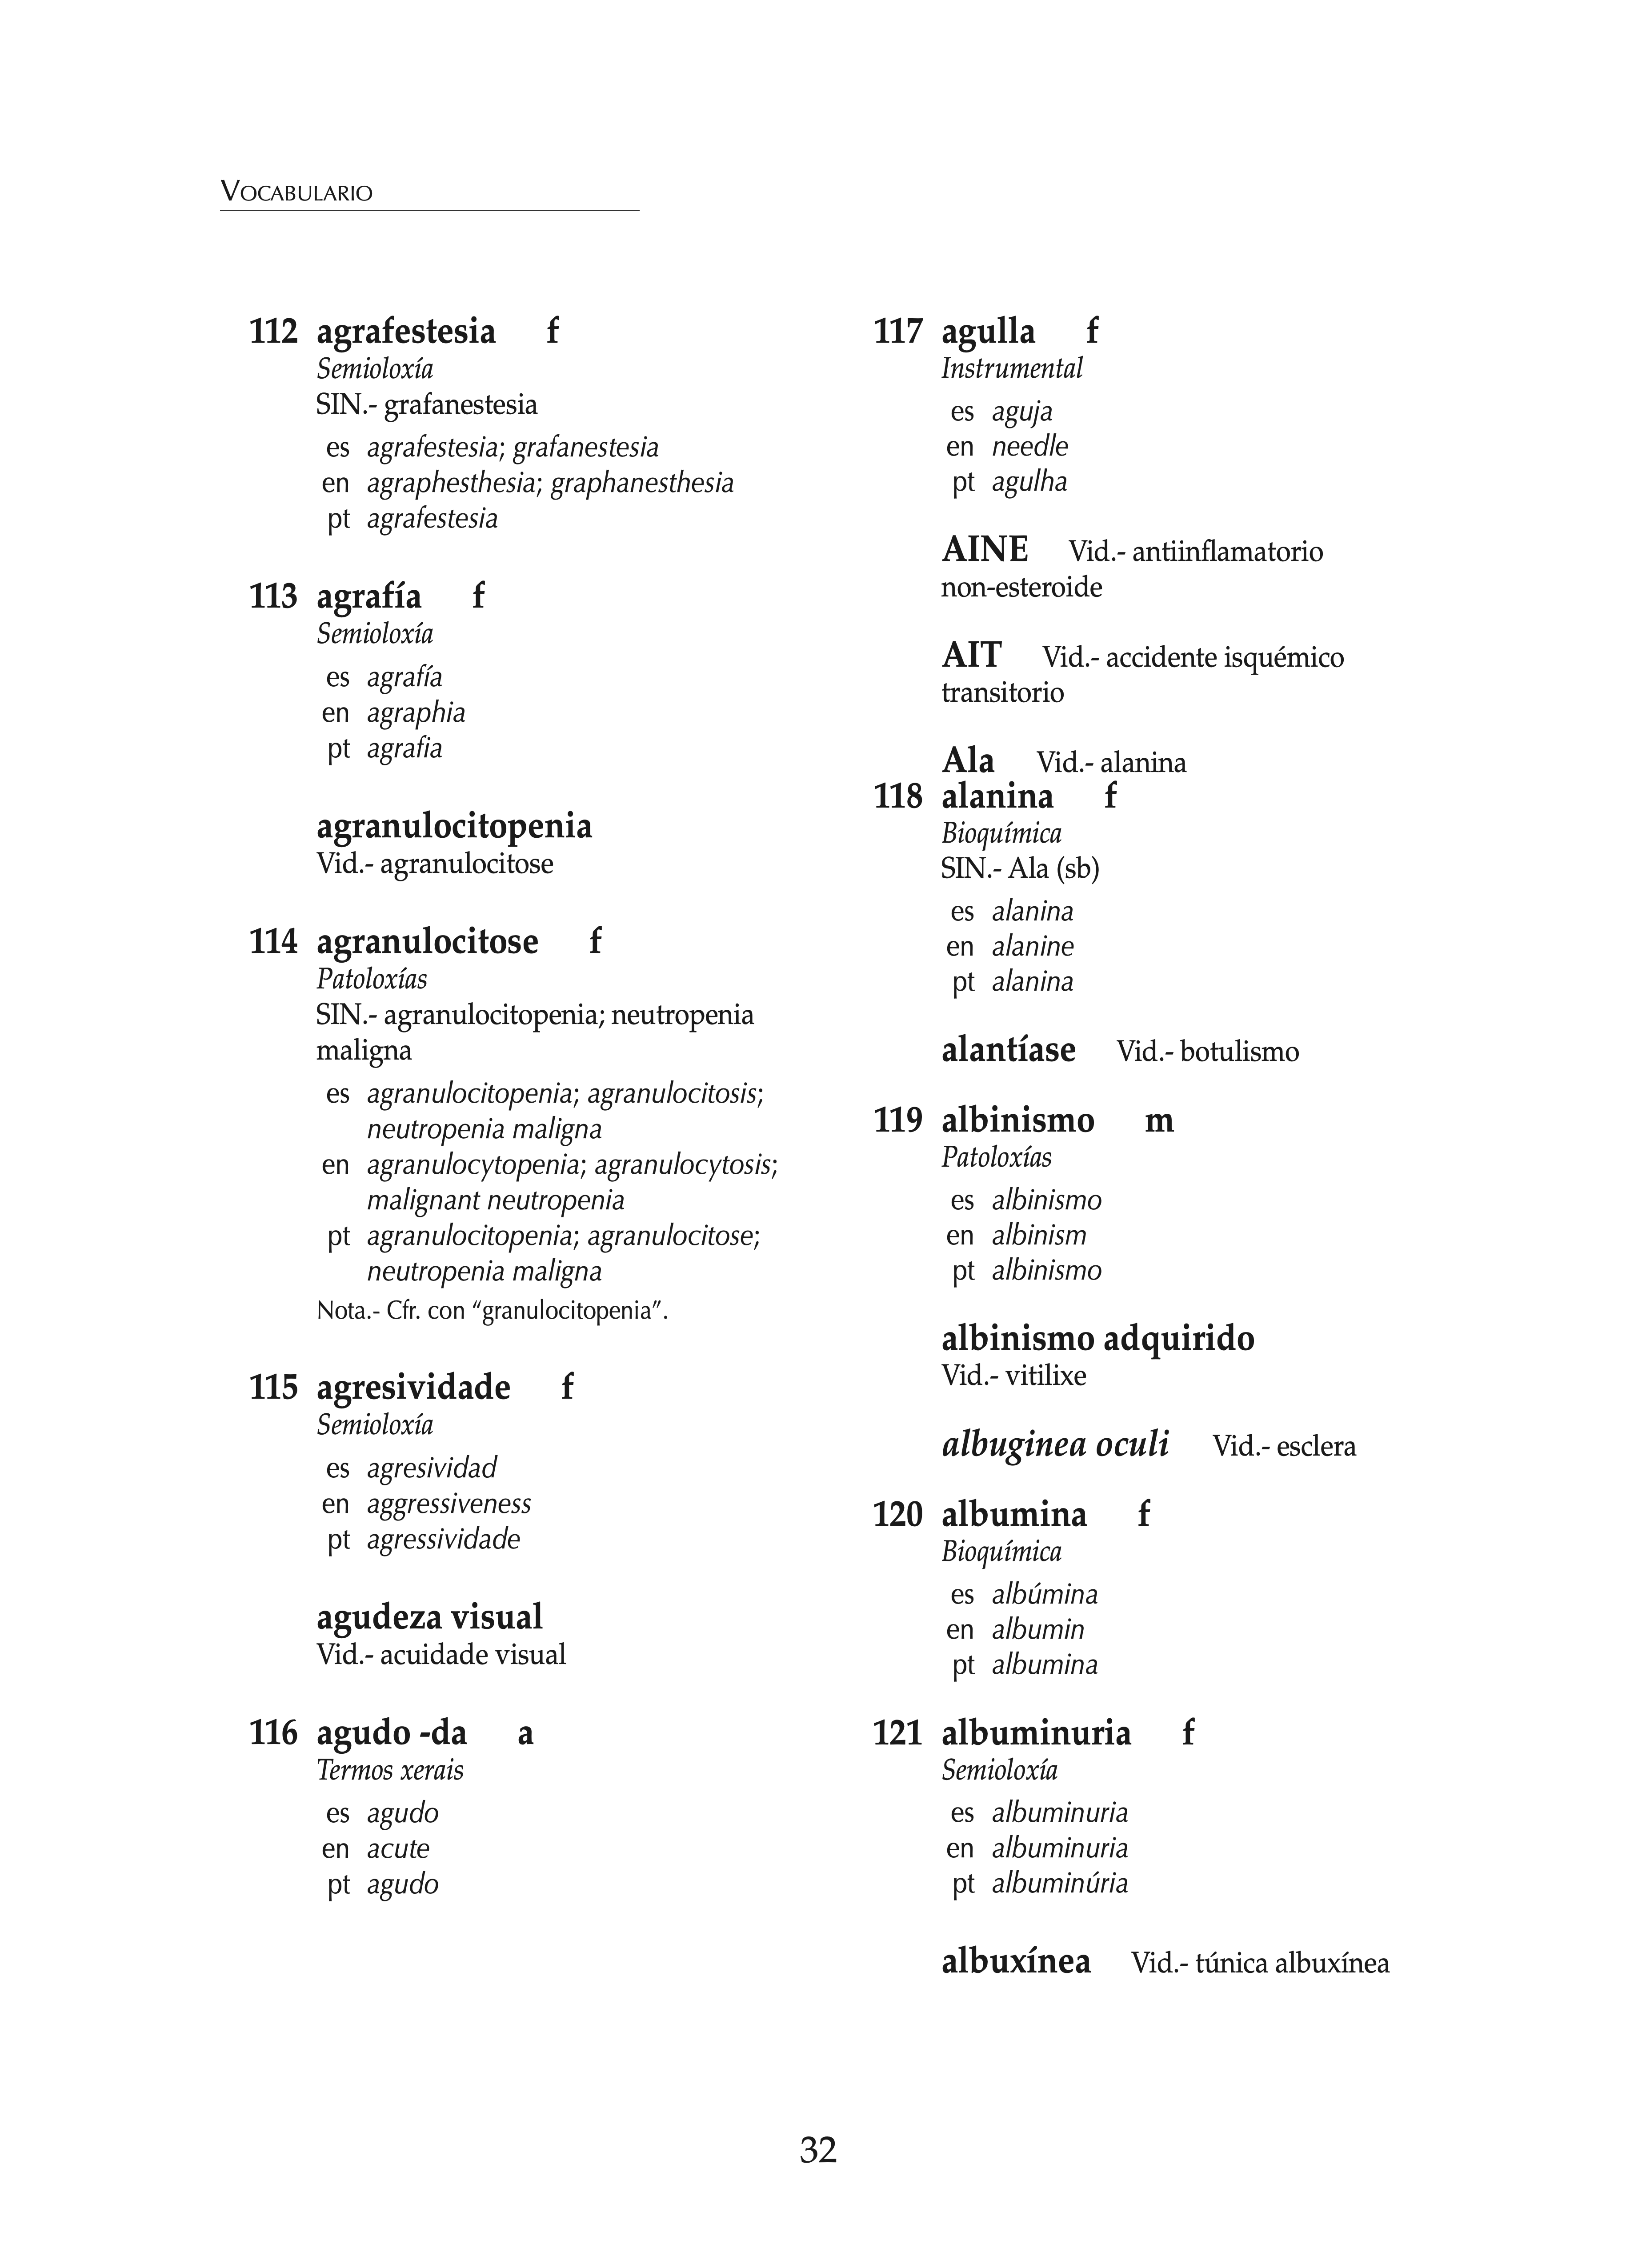 VOCABULARIO
112 agrafestesia f
Semioloxía
SIN.- grafanestesia
es agrafestesia; grafanestesia
en agraphesthesia; graphanesthesia
pt agrafestesia
113 agrafía f
Semioloxía
es agrafía
en agraphia
pt agrafia
agranulocitopenia
Vid.- agranulocitose
114 agranulocitose f
Patoloxías
SIN.- agranulocitopenia; neutropenia
maligna
es agranulocitopenia; agranulocitosis;
neutropenia maligna
en agranulocytopenia; agranulocytosis;
malignant neutropenia
pt agranulocitopenia; agranulocitose;
neutropenia maligna
Nota.- Cfr. con “granulocitopenia”.
115 agresividade f
Semioloxía
es agresividad
en aggressiveness
pt agressividade
agudeza visual
Vid.- acuidade visual
116 agudo -da a
Termos xerais
es agudo
en acute
pt agudo
117 agulla f
Instrumental
es aguja
en needle
pt agulha
AINE Vid.- antiinflamatorio
non-esteroide
AIT Vid.- accidente isquémico
transitorio
Ala Vid.- alanina
118 alanina f
Bioquímica
SIN.- Ala (sb)
es alanina
en alanine
pt alanina
alantíase Vid.- botulismo
119 albinismo m
Patoloxías
es albinismo
en albinism
pt albinismo
albinismo adquirido
Vid.- vitilixe
albuginea oculi Vid.- esclera
120 albumina f
Bioquímica
es albúmina
en albumin
pt albumina
121 albuminuria f
Semioloxía
es albuminuria
en albuminuria
pt albuminúria
albuxínea Vid.- túnica albuxínea
32